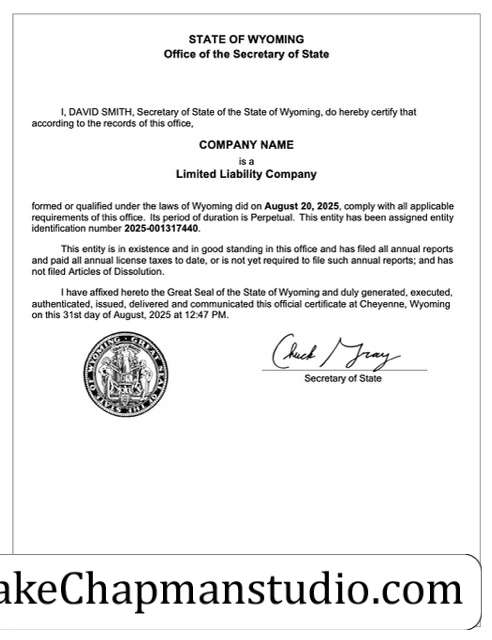 STATE OF WYOMING
Office of the Secretary of State
I, DAVID SMITH, Secretary of State of the State of Wyoming, do hereby certify that
according to the records of this office,
COMPANY NAME
is a
Limited Liability Company
formed or qualified under the laws of Wyoming did on August 20, 2025, comply with all applicable
requirements of this office. Its period of duration is Perpetual. This entity has been assigned entity
identification number 2025-001317440.
This entity is in existence and in good standing in this office and has filed all annual reports
and paid all annual license taxes to date, or is not yet required to file such annual reports; and has
not filed Articles of Dissolution.
I have affixed hereto the Great Seal of the State of Wyoming and duly generated, executed,
authenticated, issued, delivered and communicated this official certificate at Cheyenne, Wyoming
on this 31st day of August, 2025 at 12:47 PM.
GREAT SEAL OF THE STATE OF WYOMING
Chuck Gray
Secretary of State
akeChapmanstudio.com